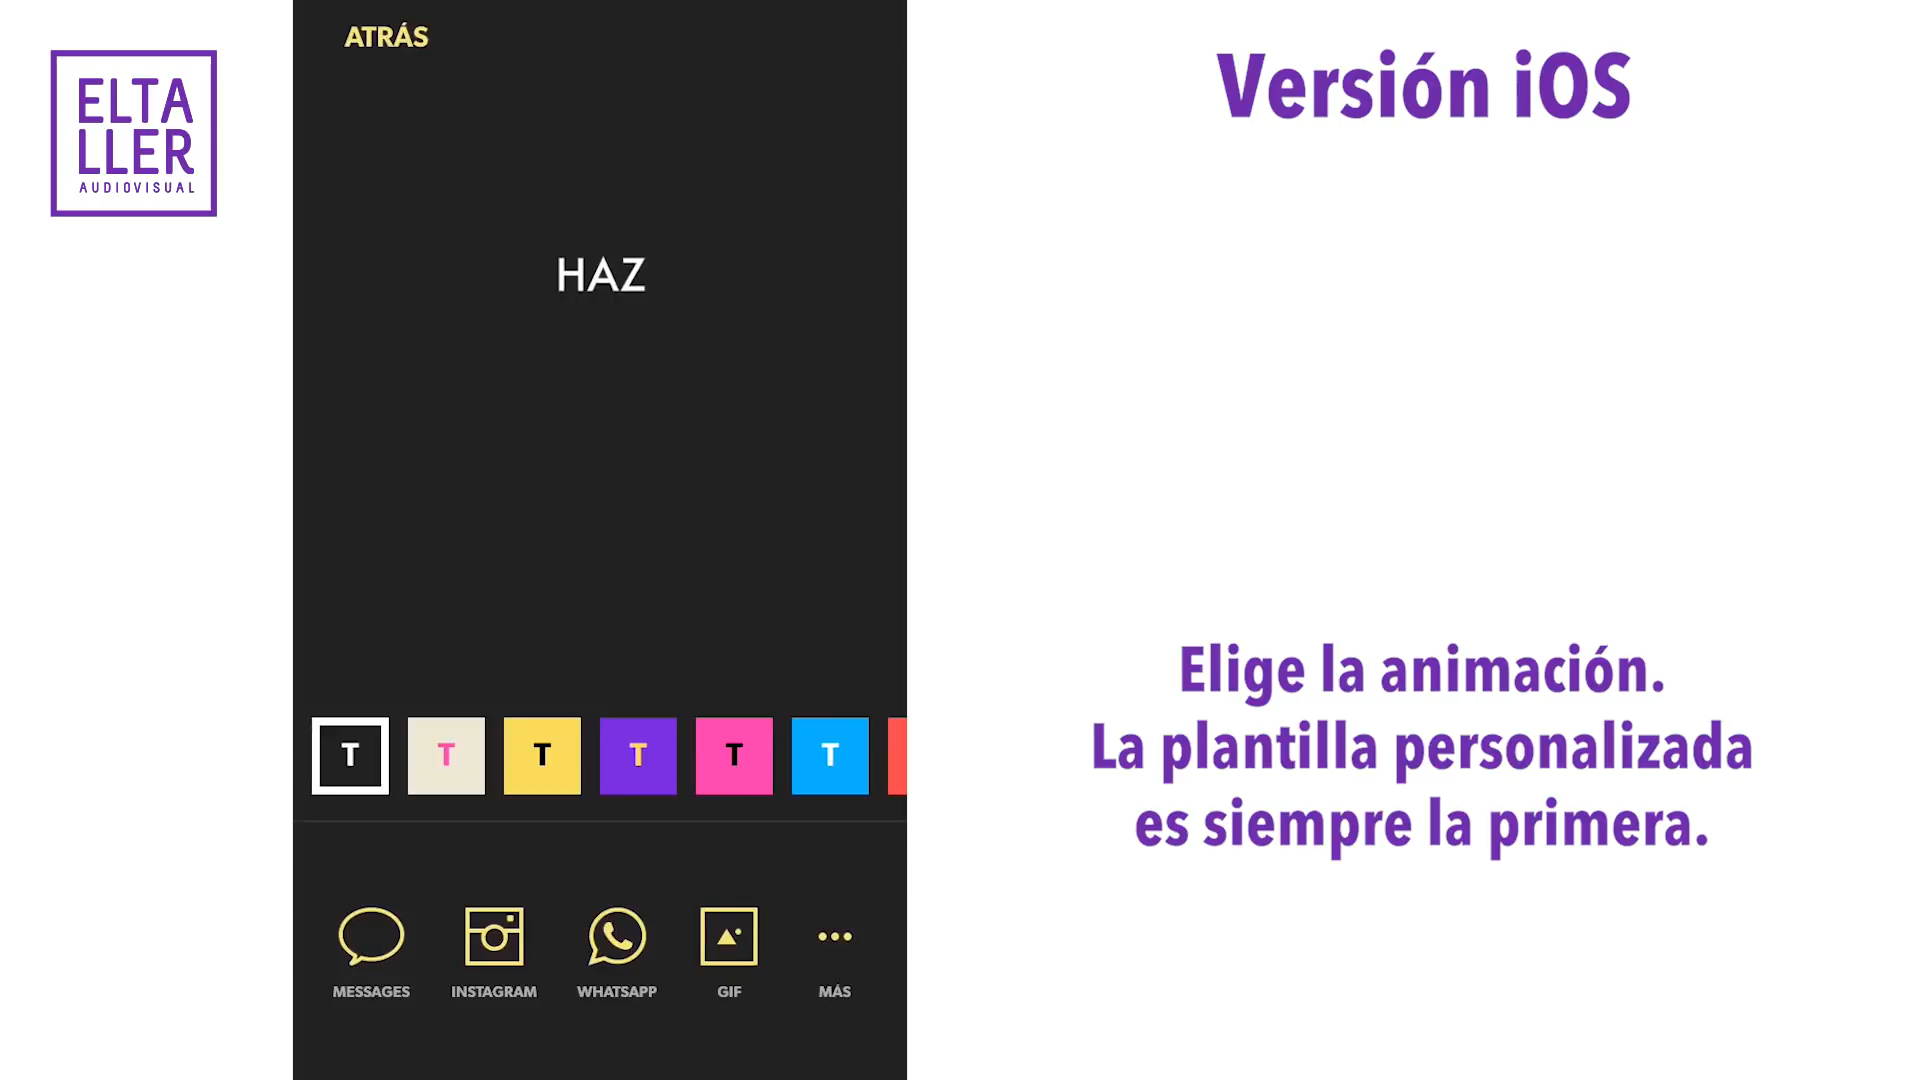 ELTA
LLER
AUDIOVISUAL
ATRÁS
HAZ
T T T T T T
MESSAGES INSTAGRAM WHATSAPP GIF MÁS
Versión iOS
Elige la animación.
La plantilla personalizada
es siempre la primera.